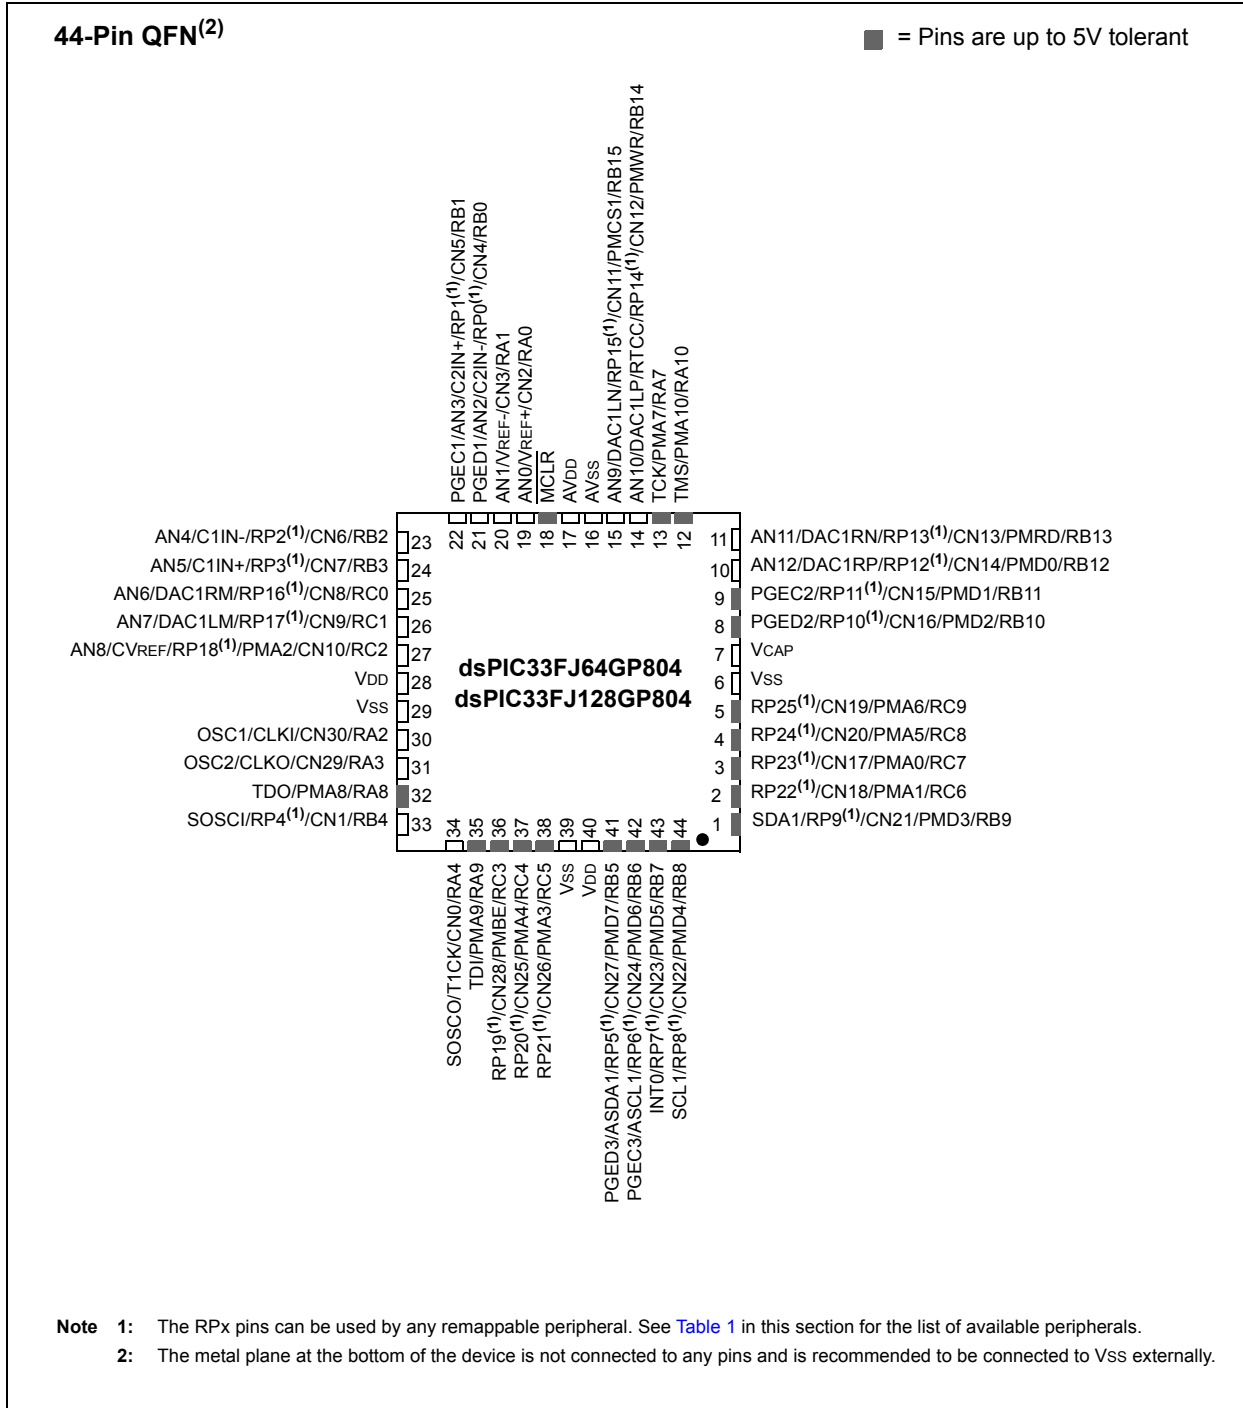 44-Pin QFN(2)
= Pins are up to 5V tolerant
PGEC1/AN3/C2IN+/RP1(1)/CN5/RB1
PGED1/AN2/C2IN-/RP0(1)/CN4/RB0
AN1/VREF-/CN3/RA1
AN0/VREF+/CN2/RA0
MCLR
AVDD
AVSS
AN9/DAC1LN/RP15(1)/CN11/PMCS1/RB15
AN10/DAC1LP/RTCC/RP14(1)/CN12/PMWR/RB14
TCK/PMA7/RA7
TMS/PMA10/RA10
22 21 20 19 18 17 16 15 14 13 12
AN4/C1IN-/RP2(1)/CN6/RB2 23
AN5/C1IN+/RP3(1)/CN7/RB3 24
AN6/DAC1RM/RP16(1)/CN8/RC0 25
AN7/DAC1LM/RP17(1)/CN9/RC1 26
AN8/CVREF/RP18(1)/PMA2/CN10/RC2 27
VDD 28
VSS 29
OSC1/CLKI/CN30/RA2 30
OSC2/CLKO/CN29/RA3 31
TDO/PMA8/RA8 32
SOSCI/RP4(1)/CN1/RB4 33
dsPIC33FJ64GP804
dsPIC33FJ128GP804
11 AN11/DAC1RN/RP13(1)/CN13/PMRD/RB13
10 AN12/DAC1RP/RP12(1)/CN14/PMD0/RB12
9 PGEC2/RP11(1)/CN15/PMD1/RB11
8 PGED2/RP10(1)/CN16/PMD2/RB10
7 VCAP
6 VSS
5 RP25(1)/CN19/PMA6/RC9
4 RP24(1)/CN20/PMA5/RC8
3 RP23(1)/CN17/PMA0/RC7
2 RP22(1)/CN18/PMA1/RC6
1 SDA1/RP9(1)/CN21/PMD3/RB9
34 35 36 37 38 39 40 41 42 43 44
SOSCO/T1CK/CN0/RA4
TDI/PMA9/RA9
RP19(1)/CN28/PMBE/RC3
RP20(1)/CN25/PMA4/RC4
RP21(1)/CN26/PMA3/RC5
VSS
VDD
PGED3/ASDA1/RP5(1)/CN27/PMD7/RB5
PGEC3/ASCL1/RP6(1)/CN24/PMD6/RB6
INT0/RP7(1)/CN23/PMD5/RB7
SCL1/RP8(1)/CN22/PMD4/RB8
Note 1: The RPx pins can be used by any remappable peripheral. See Table 1 in this section for the list of available peripherals.
2: The metal plane at the bottom of the device is not connected to any pins and is recommended to be connected to VSS externally.